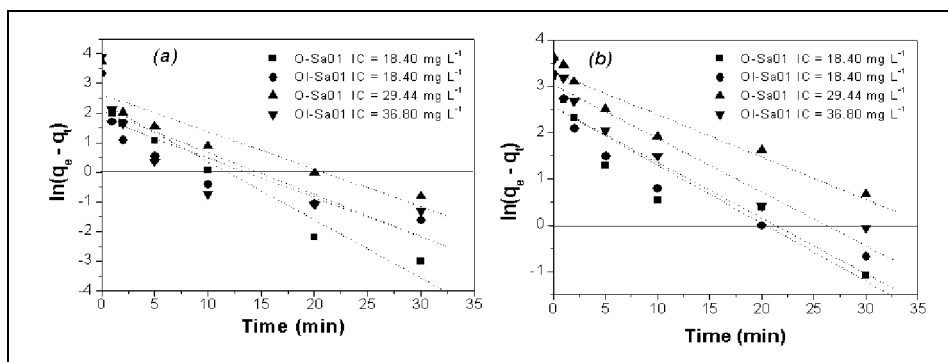 (a)
O-Sa01 IC = 18.40 mg L⁻¹
OI-Sa01 IC = 18.40 mg L⁻¹
O-Sa01 IC = 29.44 mg L⁻¹
OI-Sa01 IC = 36.80 mg L⁻¹
ln(qe - qt)
4
3
2
1
0
-1
-2
-3
-4
0 5 10 15 20 25 30 35
Time (min)
(b)
O-Sa01 IC = 18.40 mg L⁻¹
OI-Sa01 IC = 18.40 mg L⁻¹
O-Sa01 IC = 29.44 mg L⁻¹
OI-Sa01 IC = 36.80 mg L⁻¹
ln(qe - qt)
4
3
2
1
0
-1
0 5 10 15 20 25 30 35
Time (min)